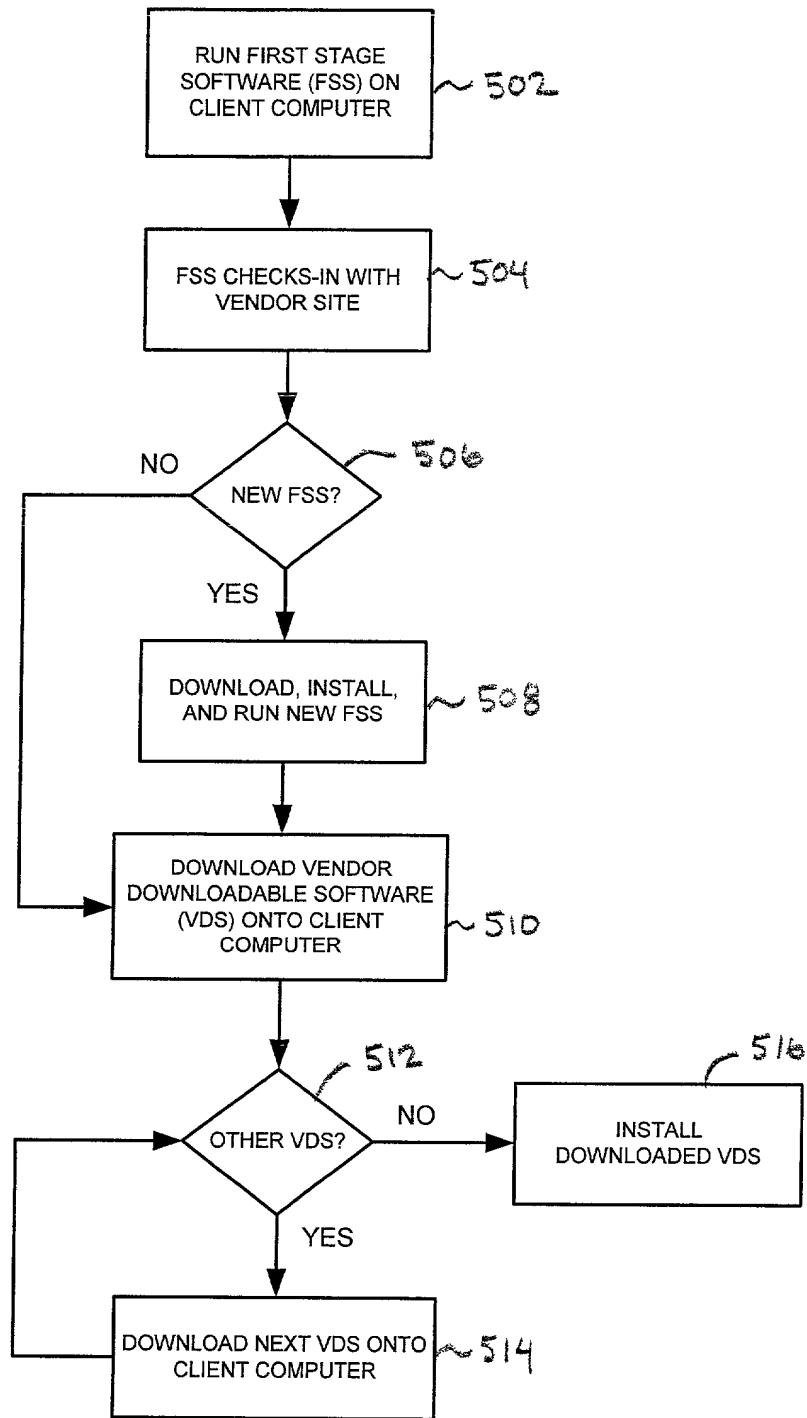 RUN FIRST STAGE
SOFTWARE (FSS) ON
CLIENT COMPUTER
502
FSS CHECKS-IN WITH
VENDOR SITE
504
506
NO
NEW FSS?
YES
DOWNLOAD, INSTALL,
AND RUN NEW FSS
508
DOWNLOAD VENDOR
DOWNLOADABLE SOFTWARE
(VDS) ONTO CLIENT
COMPUTER
510
512
516
OTHER VDS?
NO
INSTALL
DOWNLOADED VDS
YES
DOWNLOAD NEXT VDS ONTO
CLIENT COMPUTER
514